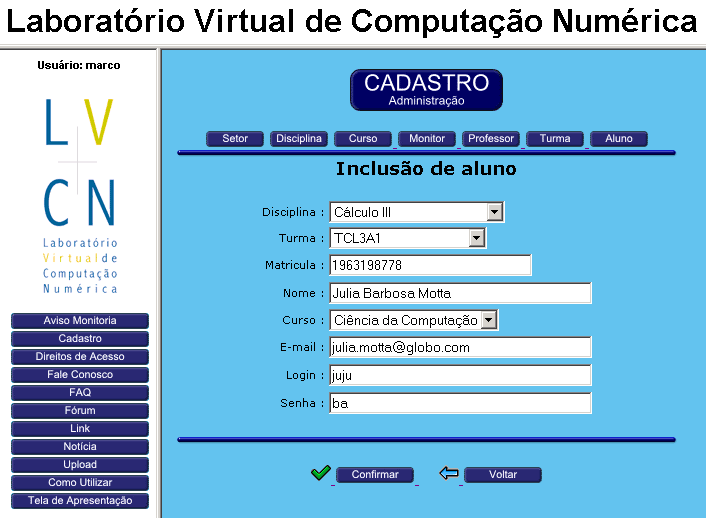 Laboratório Virtual de Computação Numérica
Usuário: marco
L V
C N
Laboratório
Virtual de
Computação
Numérica
Aviso Monitoria
Cadastro
Direitos de Acesso
Fale Conosco
FAQ
Fórum
Link
Notícia
Upload
Como Utilizar
Tela de Apresentação
CADASTRO
Administração
Setor Disciplina Curso Monitor Professor Turma Aluno
Inclusão de aluno
Disciplina : Cálculo III
Turma : TCL3A1
Matricula : 1963198778
Nome : Julia Barbosa Motta
Curso : Ciência da Computação
E-mail : julia.motta@globo.com
Login : juju
Senha : ba
Confirmar Voltar